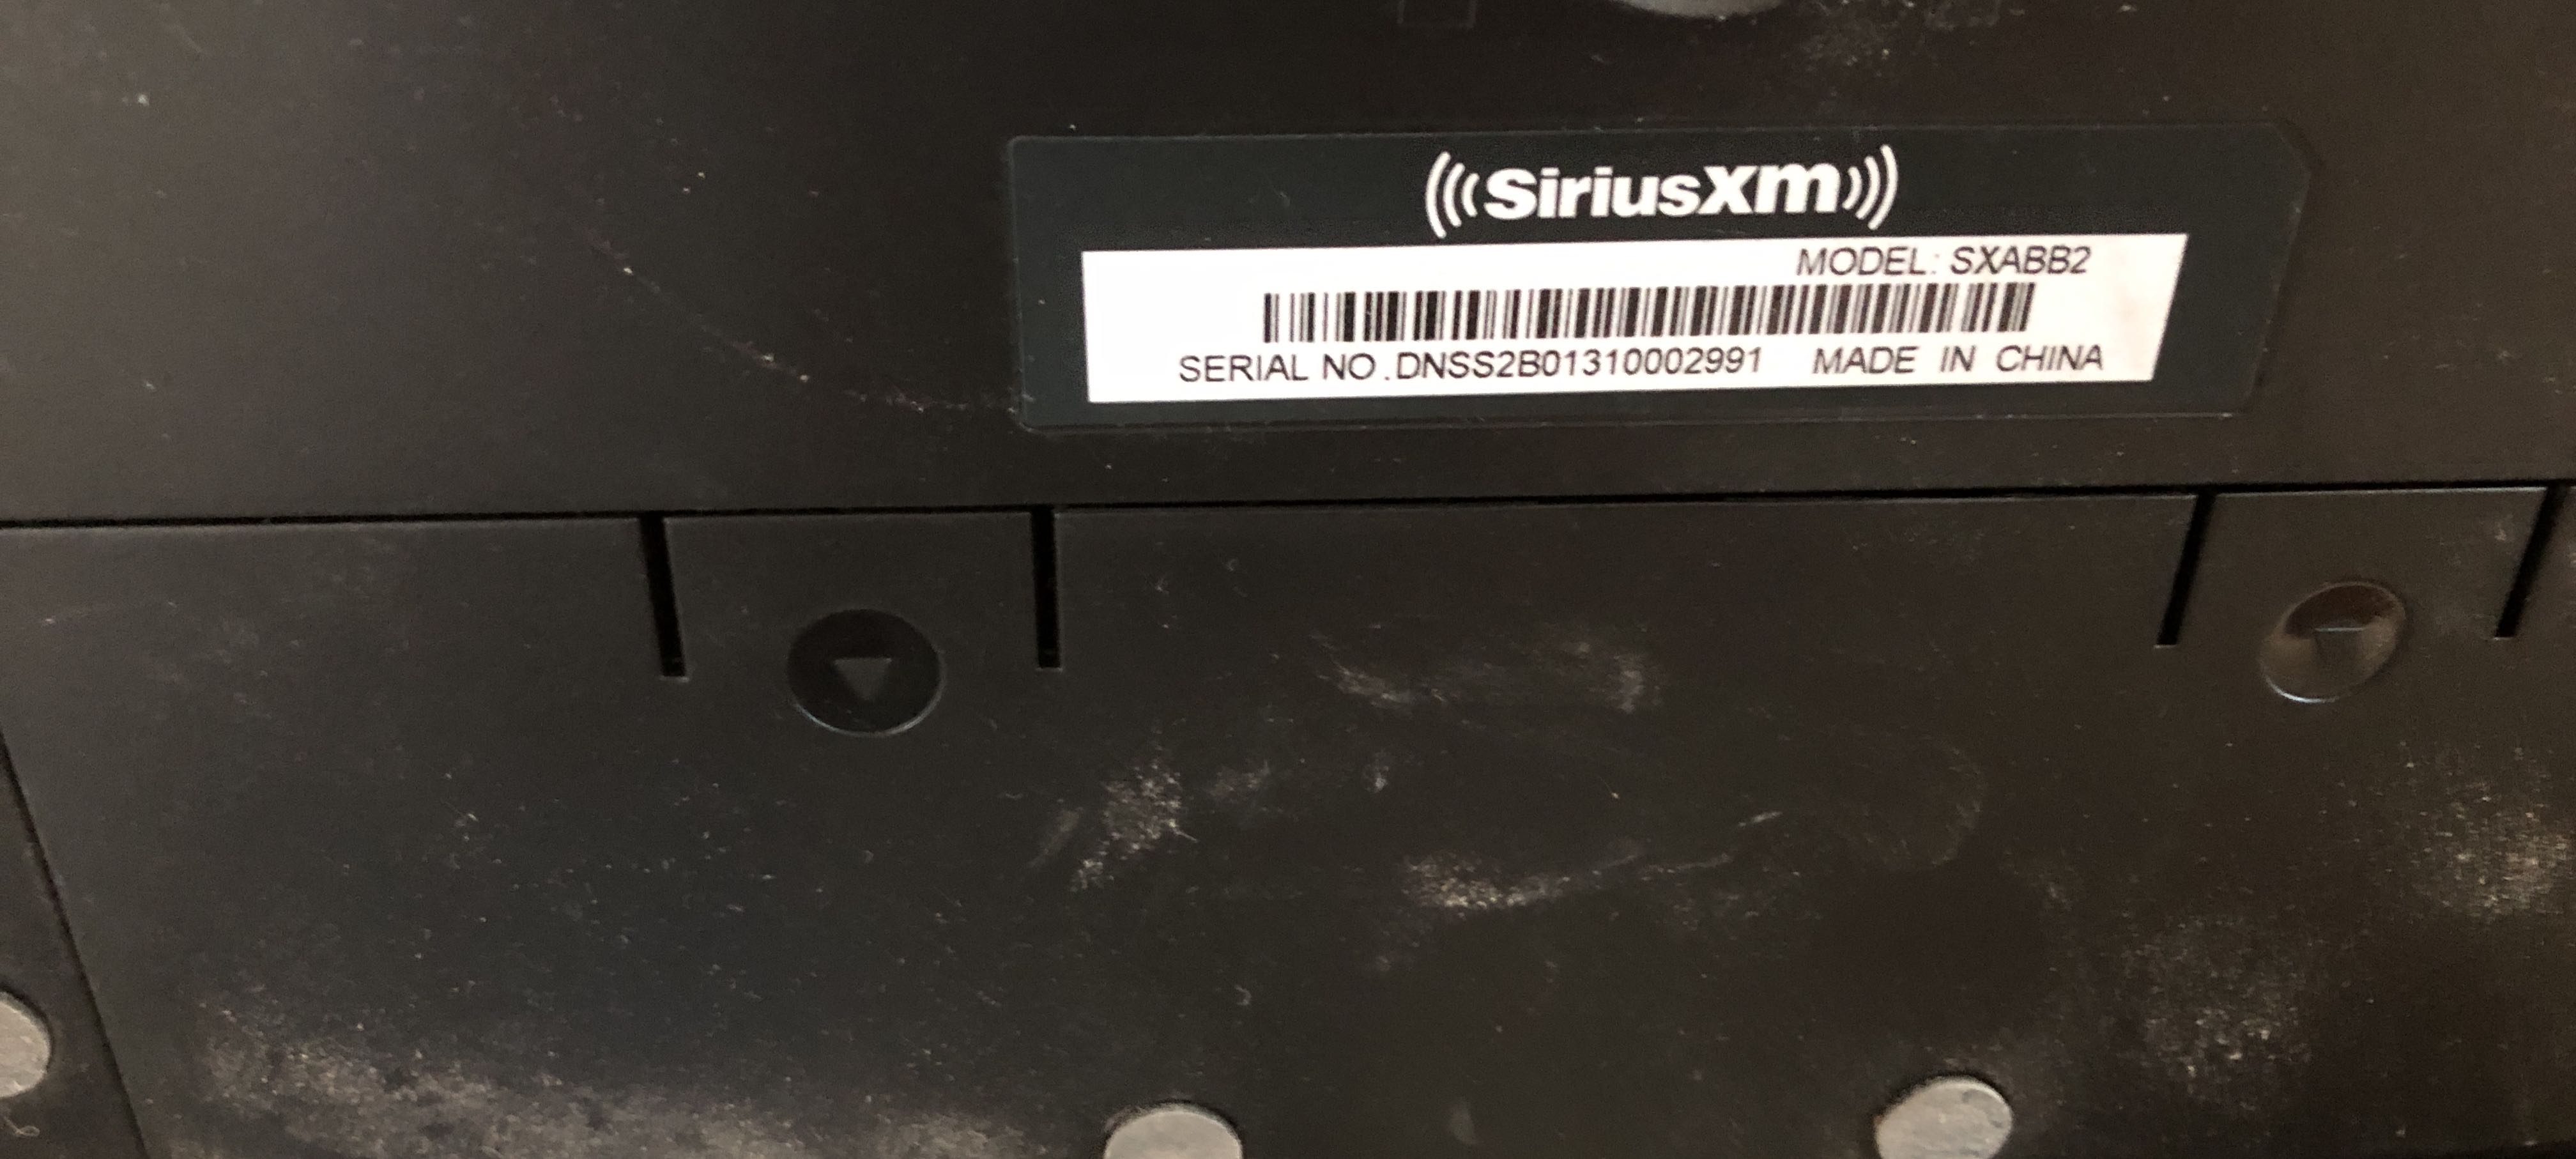 SiriusXm
MODEL: SXABB2
SERIAL NO.DNSS2B01310002991 MADE IN CHINA